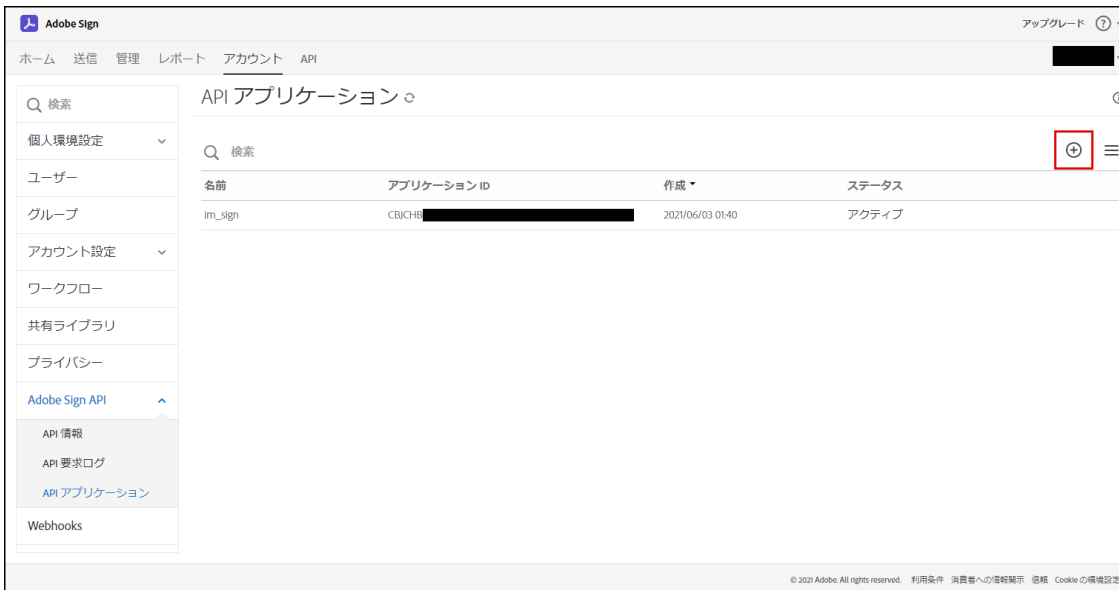 Adobe Sign
アップグレード
ホーム 送信 管理 レポート アカウント API
検索
個人環境設定
ユーザー
グループ
アカウント設定
ワークフロー
共有ライブラリ
プライバシー
Adobe Sign API
API 情報
API 要求ログ
API アプリケーション
Webhooks
API アプリケーション
検索
名前 アプリケーション ID 作成 ステータス
im_sign CBJCHB 2021/06/03 01:40 アクティブ
© 2021 Adobe. All rights reserved. 利用条件 消費者への情報開示 信頼 Cookie の環境設定